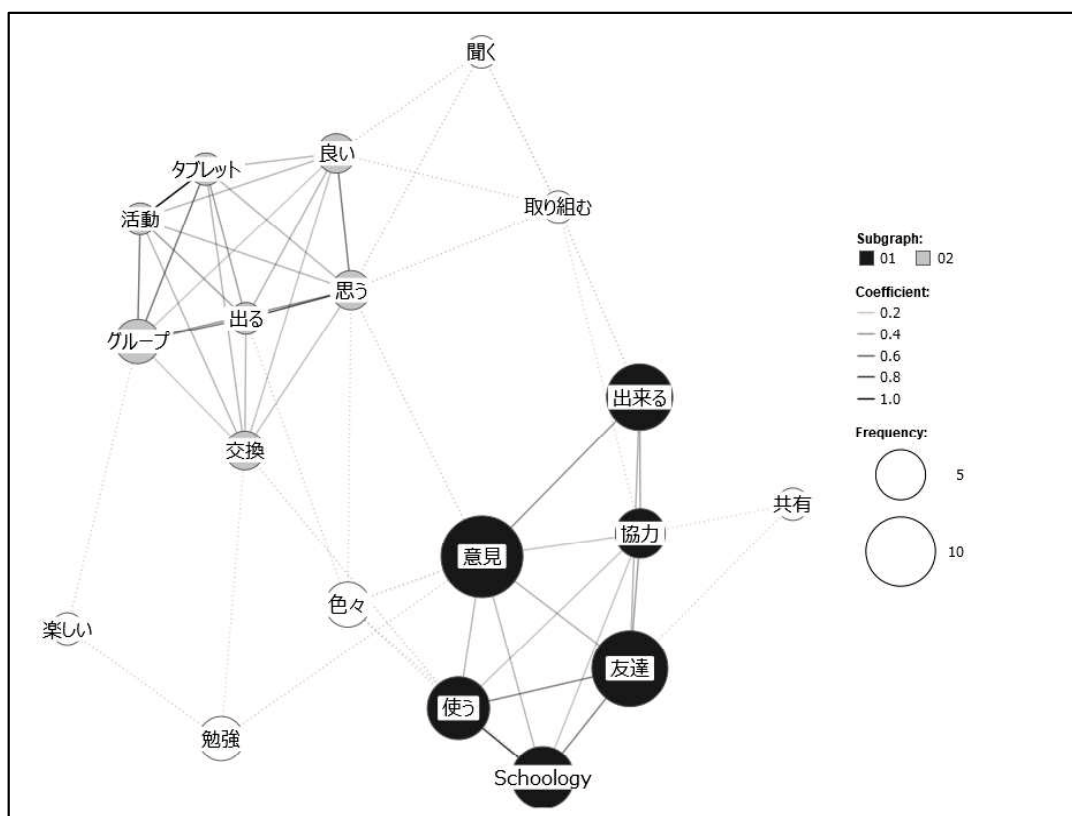 聞く
良い
タブレット
活動
取り組む
思う
出る
グループ
交換
出来る
共有
協力
意見
色々
楽しい
友達
使う
勉強
Schoology
Subgraph:
01 02
Coefficient:
0.2
0.4
0.6
0.8
1.0
Frequency:
5
10